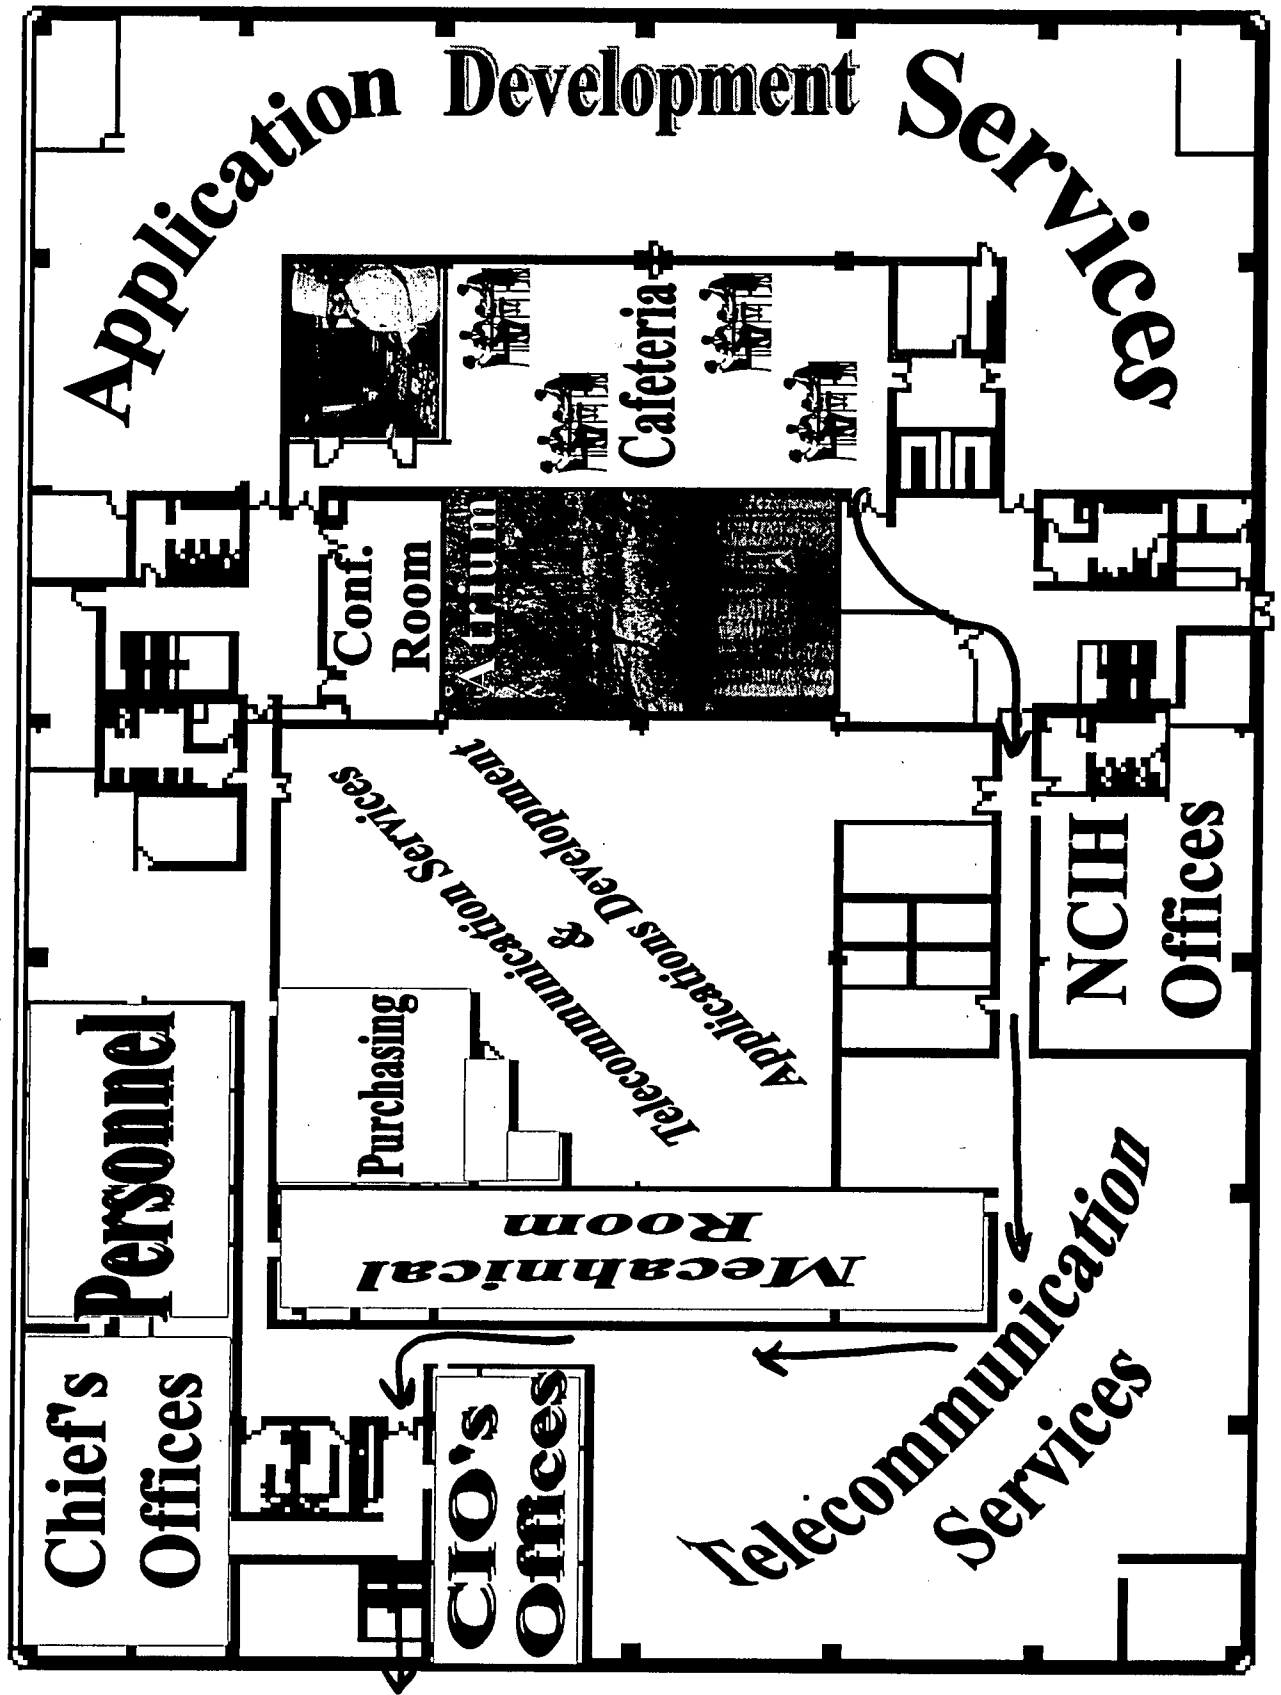 Application Development Services
Cafeteria
Conf.
Room
Atrium
Applications Development
&
Telecommunication Services
NCIH
Offices
Purchasing
Personnel
Mecahnical
Room
Chief's
Offices
CIO's
Offices
Telecommunication
Services